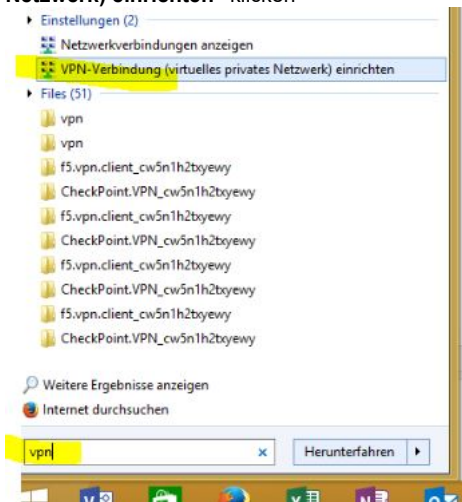 Netzwerk) einrichten" klicken
Einstellungen (2)
Netzwerkverbindungen anzeigen
VPN-Verbindung (virtuelles privates Netzwerk) einrichten
Files (51)
vpn
vpn
f5.vpn.client_cw5n1h2txyewy
CheckPoint.VPN_cw5n1h2txyewy
f5.vpn.client_cw5n1h2txyewy
CheckPoint.VPN_cw5n1h2txyewy
f5.vpn.client_cw5n1h2txyewy
CheckPoint.VPN_cw5n1h2txyewy
f5.vpn.client_cw5n1h2txyewy
CheckPoint.VPN_cw5n1h2txyewy
Weitere Ergebnisse anzeigen
Internet durchsuchen
vpn
Herunterfahren